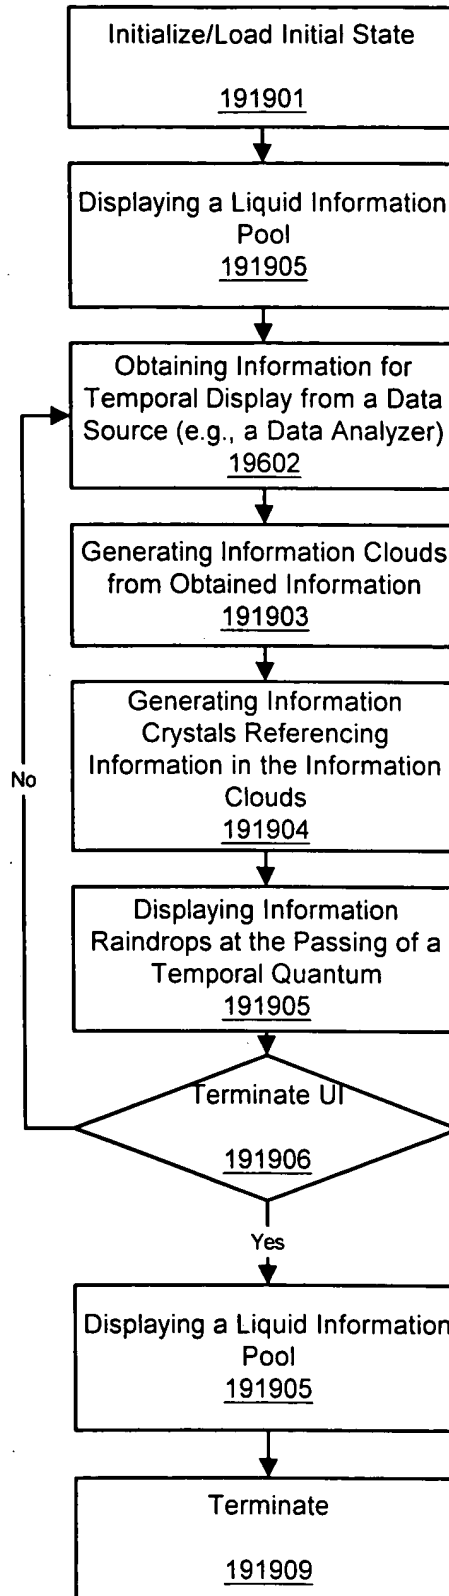 Initialize/Load Initial State
191901
Displaying a Liquid Information
Pool
191905
Obtaining Information for
Temporal Display from a Data
Source (e.g., a Data Analyzer)
19602
Generating Information Clouds
from Obtained Information
191903
Generating Information
Crystals Referencing
Information in the Information
Clouds
191904
No
Displaying Information
Raindrops at the Passing of a
Temporal Quantum
191905
Terminate UI
191906
Yes
Displaying a Liquid Information
Pool
191905
Terminate
191909